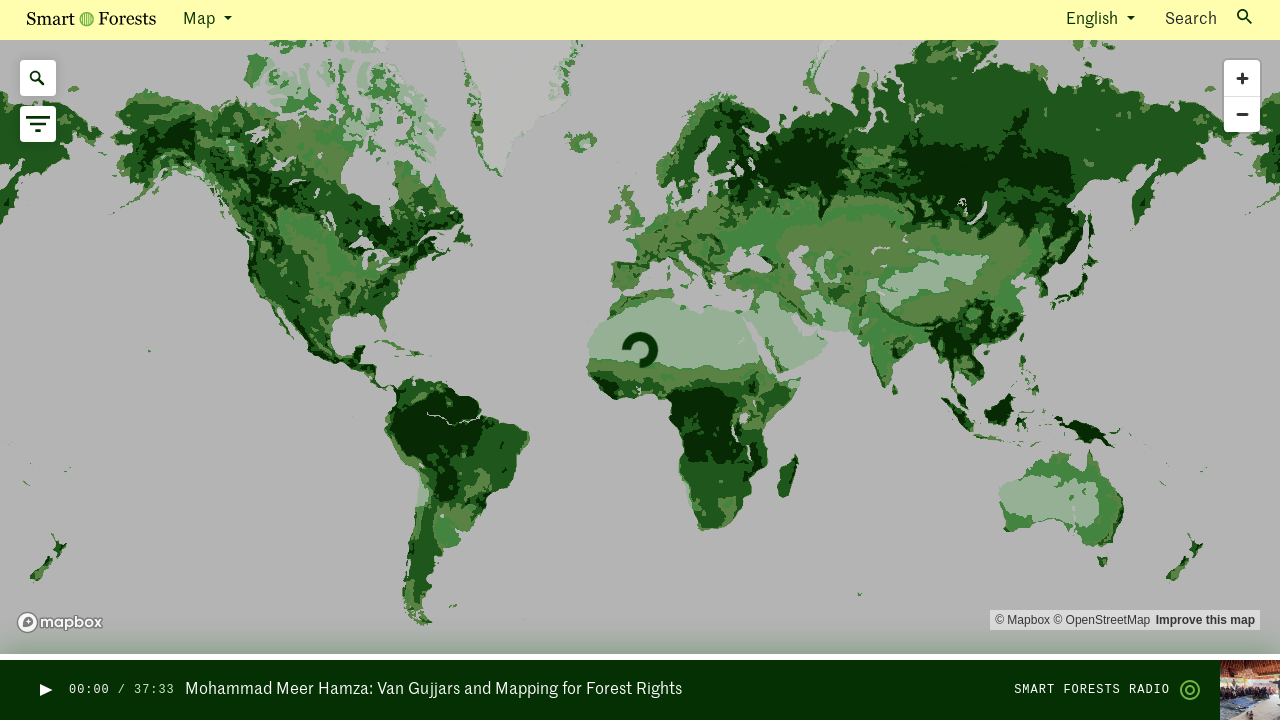 Smart Forests Map English Search
mapbox
© Mapbox © OpenStreetMap Improve this map
00:00 / 37:33 Mohammad Meer Hamza: Van Gujjars and Mapping for Forest Rights SMART FORESTS RADIO